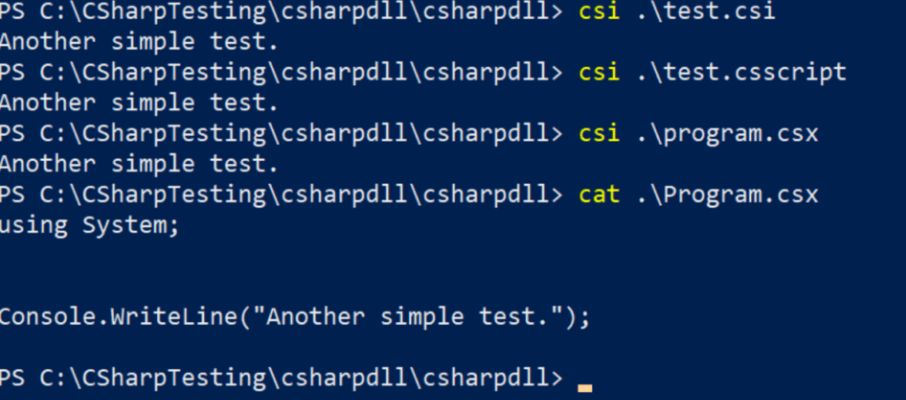 PS C:\CSharpTesting\csharpdll\csharpdll> csi .\test.csi
Another simple test.
PS C:\CSharpTesting\csharpdll\csharpdll> csi .\test.csscript
Another simple test.
PS C:\CSharpTesting\csharpdll\csharpdll> csi .\program.csx
Another simple test.
PS C:\CSharpTesting\csharpdll\csharpdll> cat .\Program.csx
using System;
Console.WriteLine("Another simple test.");
PS C:\CSharpTesting\csharpdll\csharpdll>